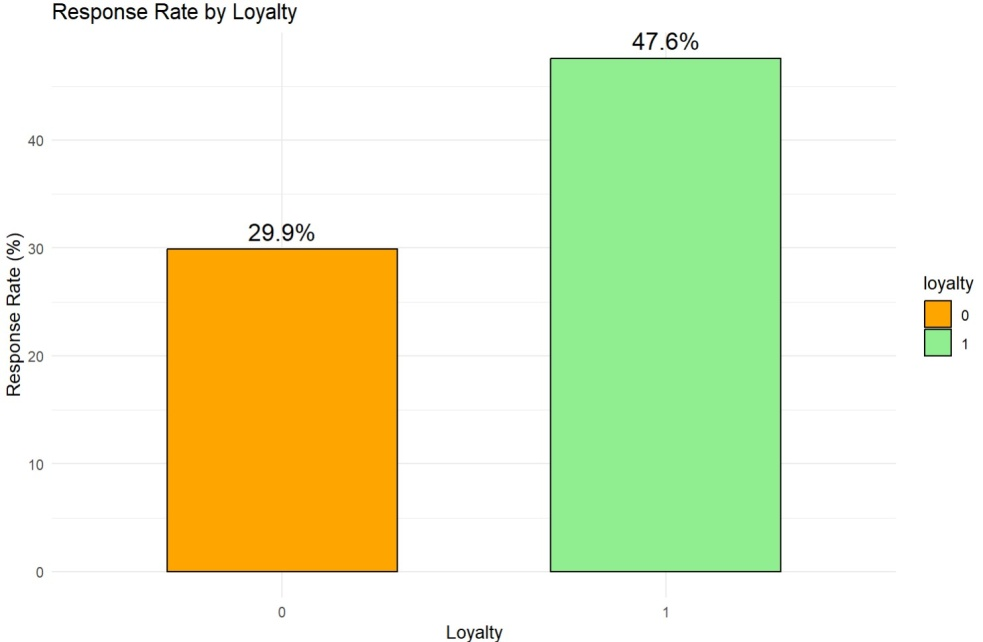 Response Rate by Loyalty
47.6%
29.9%
Response Rate (%)
40
30
20
10
0
0
1
Loyalty
loyalty
0
1